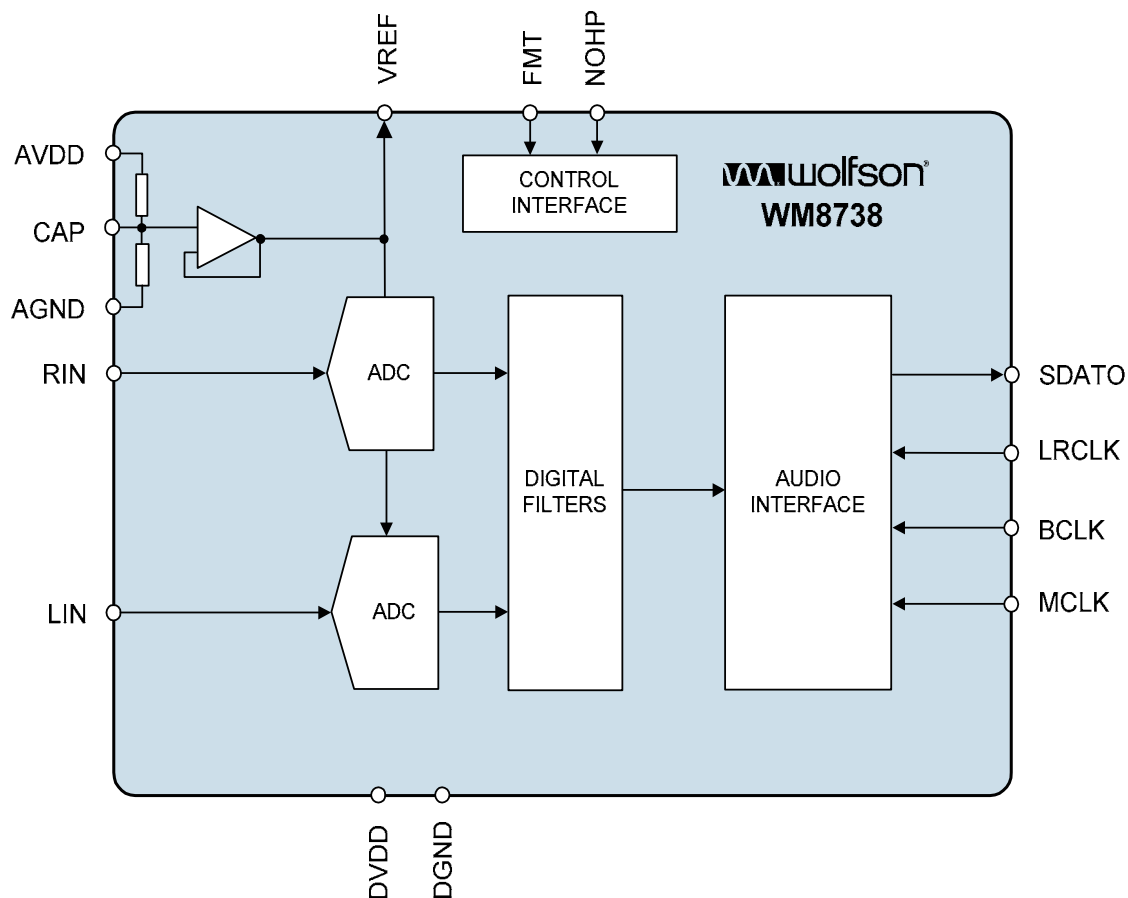 VREF
FMT
NOHP
AVDD
CAP
AGND
RIN
LIN
CONTROL
INTERFACE
wolfson®
WM8738
ADC
ADC
DIGITAL
FILTERS
AUDIO
INTERFACE
SDATO
LRCLK
BCLK
MCLK
DVDD
DGND